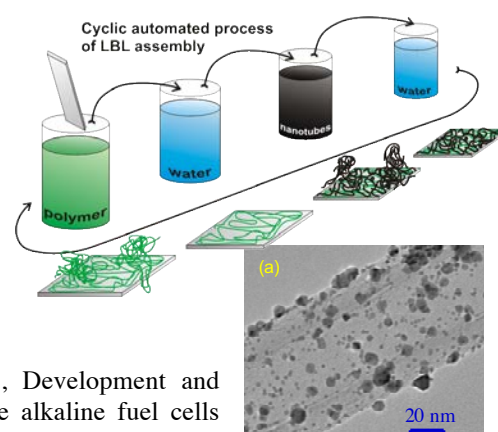 Cyclic automated process
of LBL assembly
polymer
water
nanotubes
water
(a)
, Development and
e alkaline fuel cells
20 nm